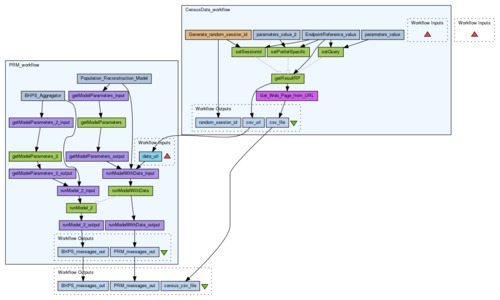 CensusData_workflow
Workflow Inputs
Workflow Inputs
Generate_random_session_id
parameters_value_2
EndpointReference_value
parameters_value
setSessionId
setPortletSpecific
setQuery
getResultRP
Get_Web_Page_from_URL
Workflow Outputs
random_session_id
csv_url
csv_file
PRM_workflow
Population_Reconstruction_Model
BHPS_Aggregator
getModelParameters_input
getModelParameters_2_input
getModelParameters
Workflow Inputs
getModelParameters_2
getModelParameters_output
data_url
getModelParameters_2_output
runModelWithData_input
runModel_2_input
runModelWithData
runModel_2
runModel_2_output
runModelWithData_output
Workflow Outputs
BHPS_messages_out
PRM_messages_out
Workflow Outputs
BHPS_messages_out
PRM_messages_out
census_csv_file